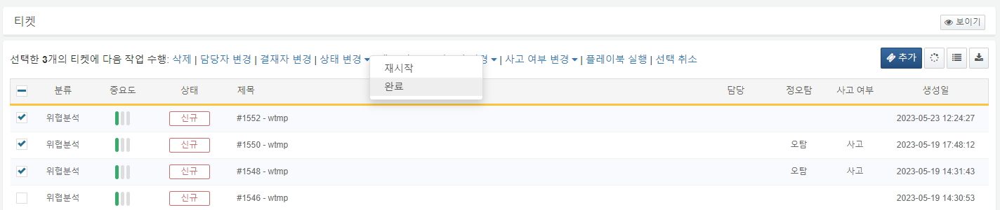 티켓
보이기
선택한 3개의 티켓에 다음 작업 수행: 삭제 | 담당자 변경 | 결재자 변경 | 상태 변경 | 사고 여부 변경 | 플레이북 실행 | 선택 취소
추가
재시작
완료
분류 중요도 상태 제목 담당 정오탐 사고 여부 생성일
위협분석 신규 #1552 - wtmp 2023-05-23 12:24:27
위협분석 신규 #1550 - wtmp 오탐 사고 2023-05-19 17:48:12
위협분석 신규 #1548 - wtmp 오탐 사고 2023-05-19 14:31:43
위협분석 신규 #1546 - wtmp 2023-05-19 14:30:53